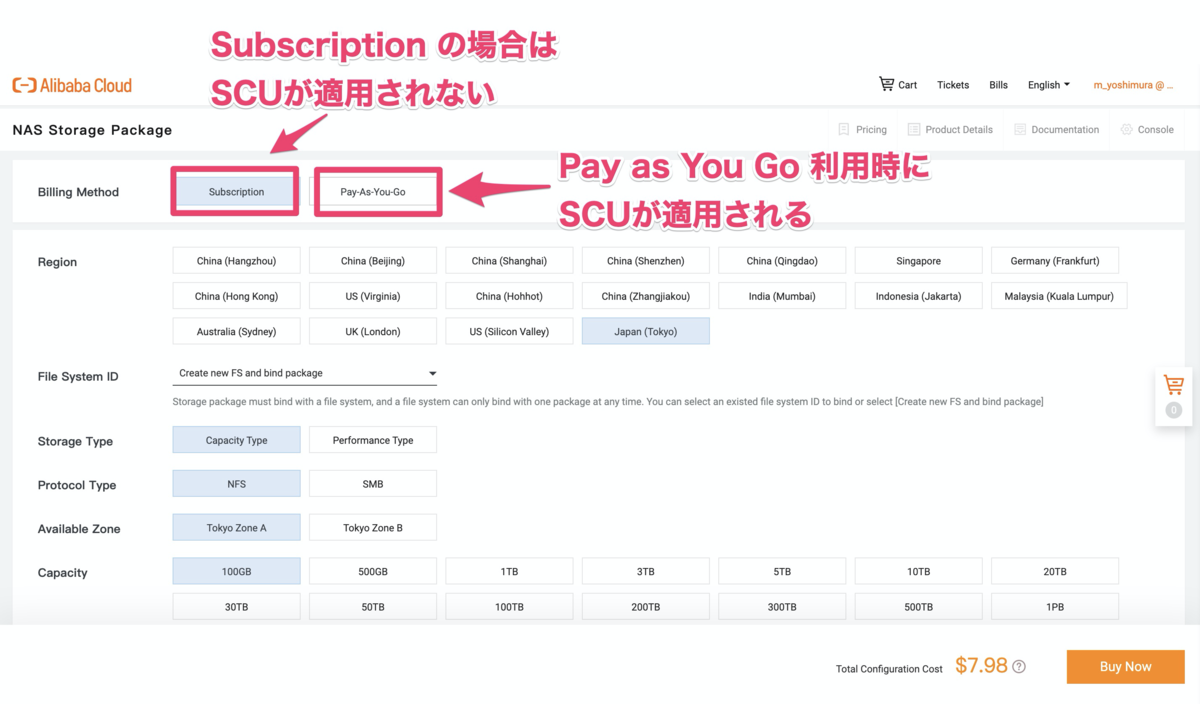 Subscription の場合は
SCUが適用されない
Alibaba Cloud
Cart
Tickets
Bills
English
m_yoshimura @ ...
NAS Storage Package
Pricing
Product Details
Documentation
Console
Pay as You Go 利用時に
SCUが適用される
Billing Method
Subscription
Pay-As-You-Go
Region
China (Hangzhou)
China (Beijing)
China (Shanghai)
China (Shenzhen)
China (Qingdao)
Singapore
Germany (Frankfurt)
China (Hong Kong)
US (Virginia)
China (Hohhot)
China (Zhangjiakou)
India (Mumbai)
Indonesia (Jakarta)
Malaysia (Kuala Lumpur)
Australia (Sydney)
UK (London)
US (Silicon Valley)
Japan (Tokyo)
File System ID
Create new FS and bind package
Storage package must bind with a file system, and a file system can only bind with one package at any time. You can select an existed file system ID to bind or select [Create new FS and bind package]
0
Storage Type
Capacity Type
Performance Type
Protocol Type
NFS
SMB
Available Zone
Tokyo Zone A
Tokyo Zone B
Capacity
100GB
500GB
1TB
3TB
5TB
10TB
20TB
30TB
50TB
100TB
200TB
300TB
500TB
1PB
Total Configuration Cost
$7.98
?
Buy Now